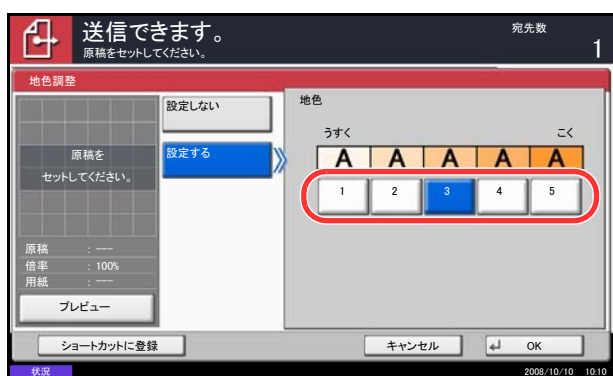 送信できます。
原稿をセットしてください。
宛先数
1
地色調整
原稿を
セットしてください。
原稿 : ---
倍率 : 100%
用紙 : ---
プレビュー
設定しない
設定する
地色
うすく こく
A A A A A
1 2 3 4 5
ショートカットに登録
キャンセル
OK
状況
2008/10/10 10:10